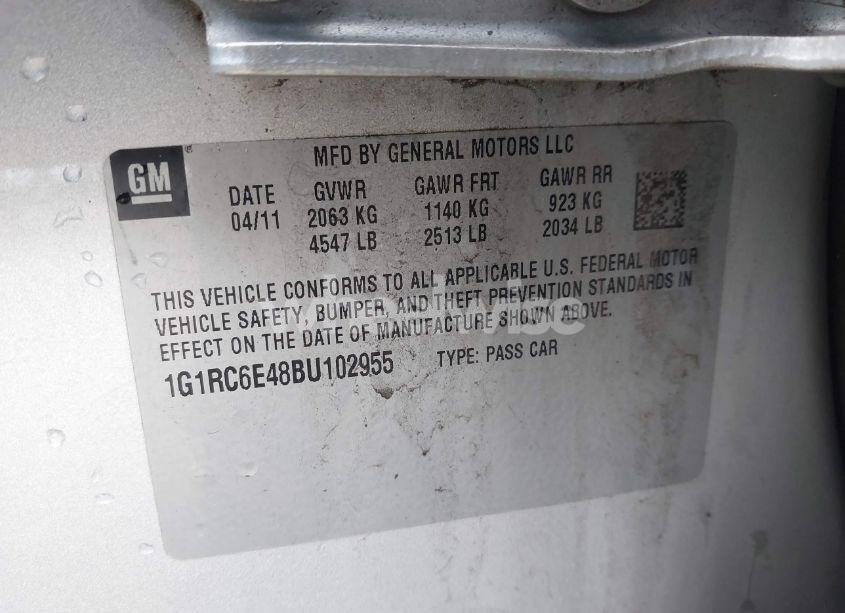 GM
MFD BY GENERAL MOTORS LLC
DATE GVWR GAWR FRT GAWR RR
04/11 2063 KG 1140 KG 923 KG
4547 LB 2513 LB 2034 LB
THIS VEHICLE CONFORMS TO ALL APPLICABLE U.S. FEDERAL MOTOR
VEHICLE SAFETY, BUMPER, AND THEFT PREVENTION STANDARDS IN
EFFECT ON THE DATE OF MANUFACTURE SHOWN ABOVE.
1G1RC6E48BU102955 TYPE: PASS CAR